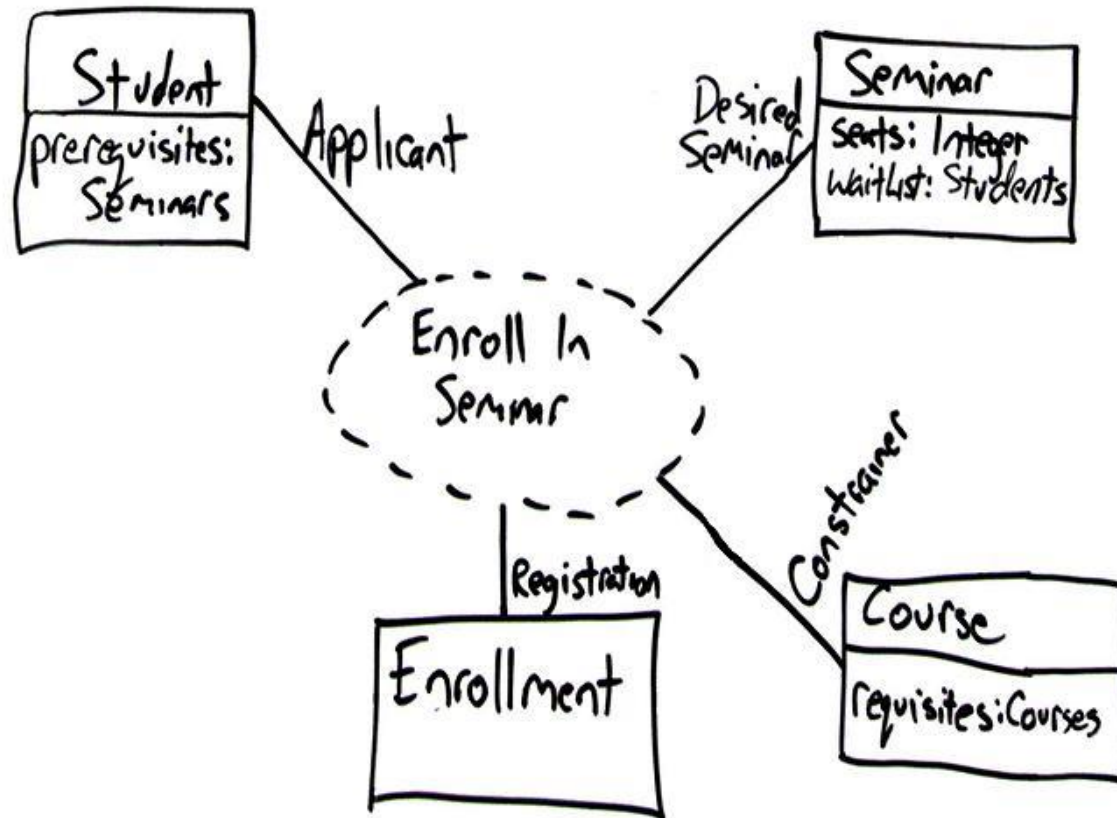 Student
prerequisites:
Seminars
Applicant
Desired
Seminar
Seminar
seats: Integer
waitlist: Students
Enroll In
Seminar
Registration
Enrollment
Constrainer
Course
requisites: Courses